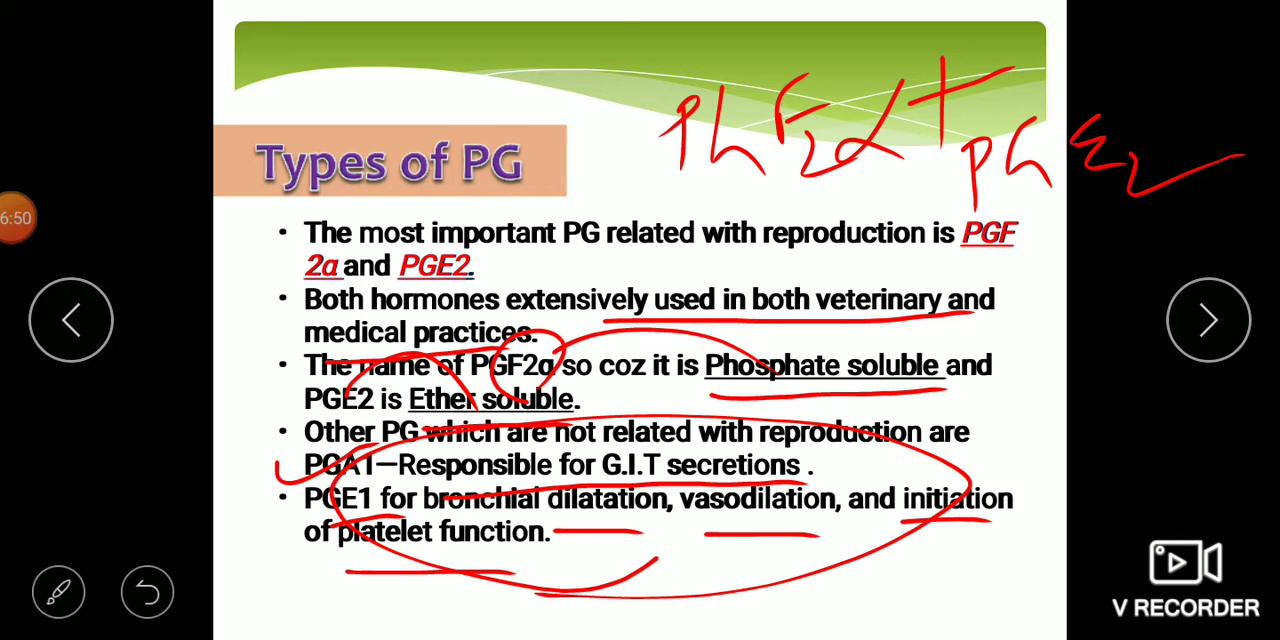 PGF2α + PGE2
Types of PG
6:50
• The most important PG related with reproduction is PGF
2α and PGE2.
• Both hormones extensively used in both veterinary and
medical practices.
• The name of PGF2α so coz it is Phosphate soluble and
PGE2 is Ether soluble.
• Other PG which are not related with reproduction are
PGA1–Responsible for G.I.T secretions .
• PGE1 for bronchial dilatation, vasodilation, and initiation
of platelet function.
V RECORDER